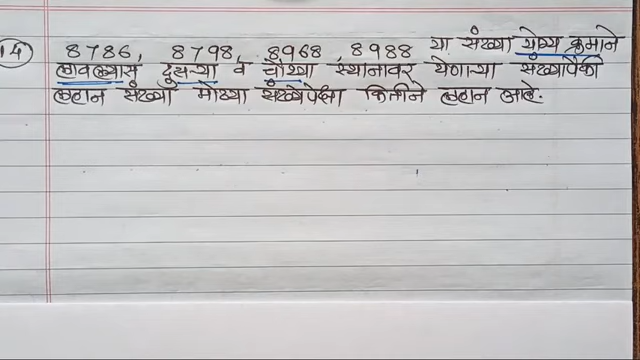 14 8786, 8798, 8968, 8988 या संख्या योग्य क्रमाने
लावल्यास दुसऱ्या व चौथ्या स्थानावर येणाऱ्या संख्यापैकी
लहान संख्या मोठ्या संख्येपेक्षा कितीने लहान आहे.